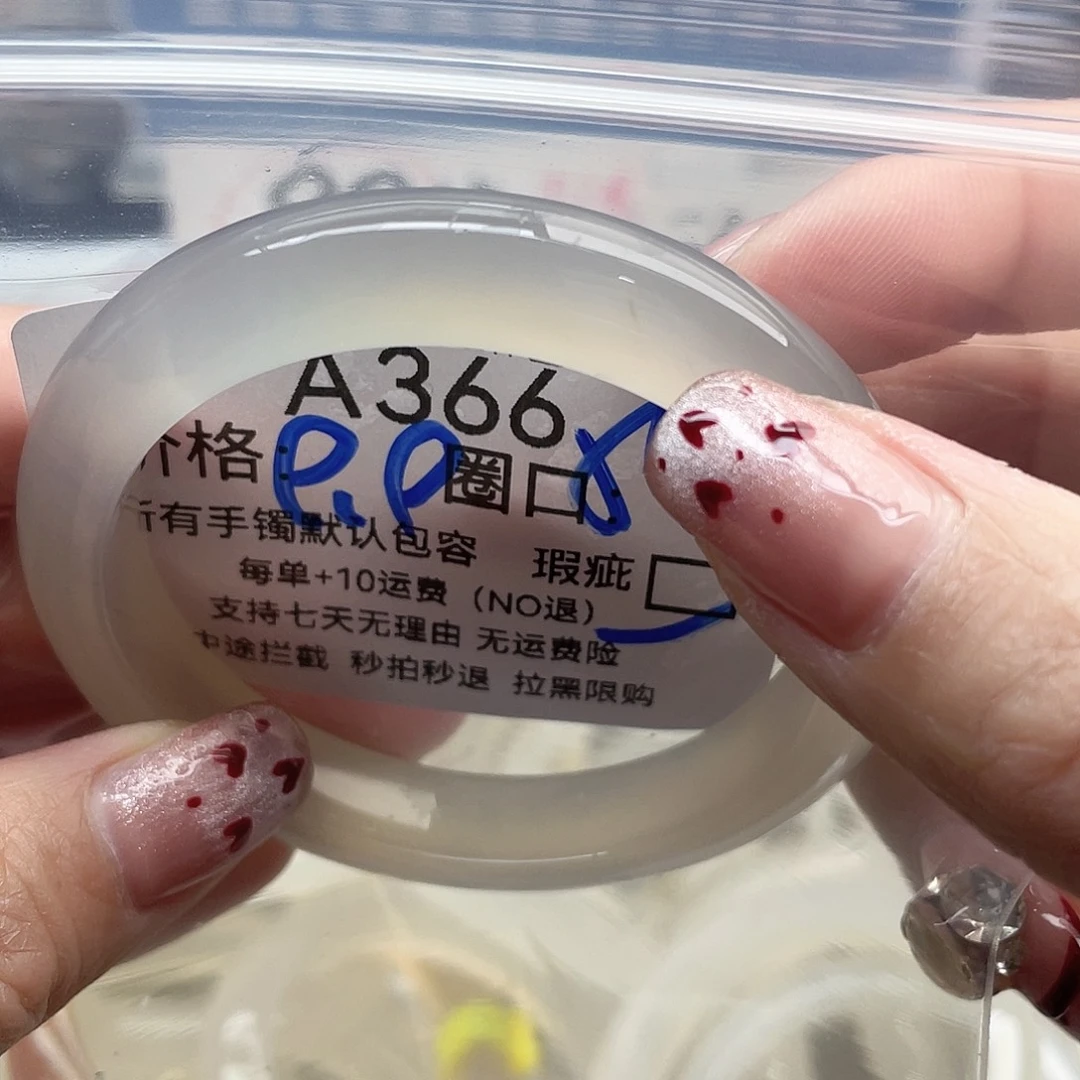 A366
价格: 圈口:
所有手镯默认包容 瑕疵
每单+10运费（NO退）
支持七天无理由 无运费险
中途拦截 秒拍秒退 拉黑限购